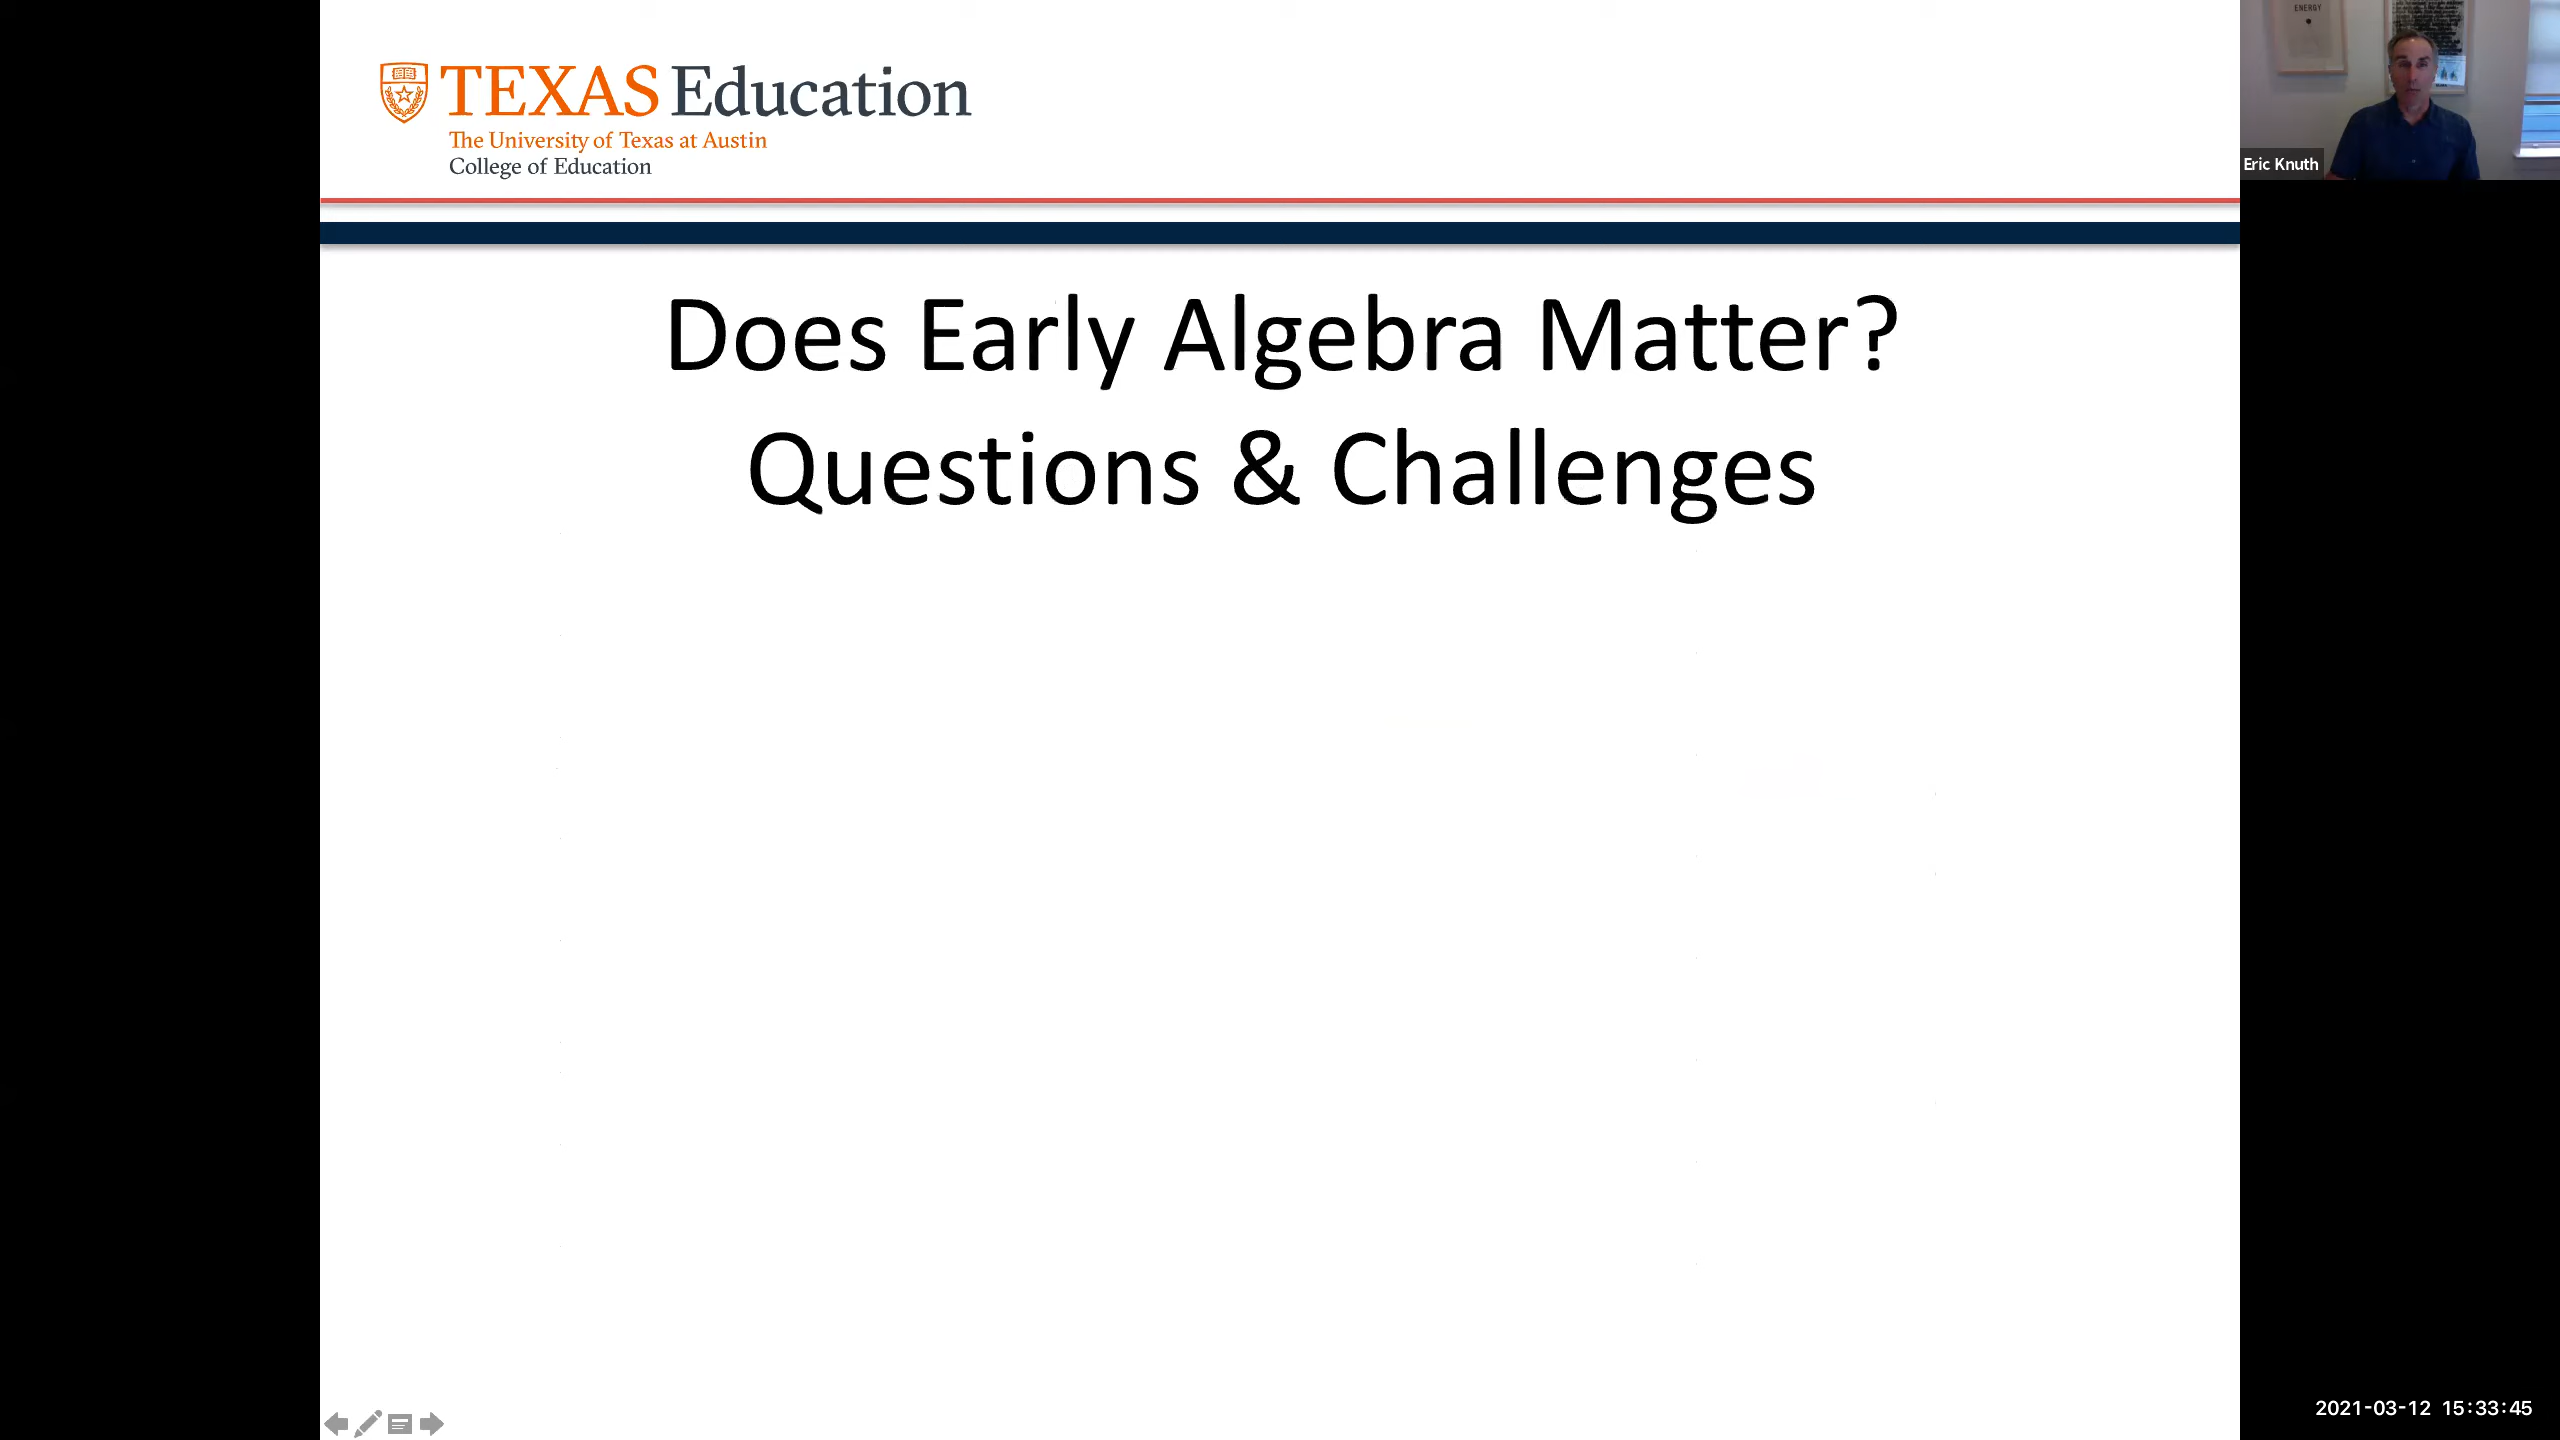 TEXAS Education
The University of Texas at Austin
College of Education
Does Early Algebra Matter?
Questions & Challenges
ENERGY
Eric Knuth
2021-03-12 15:33:45